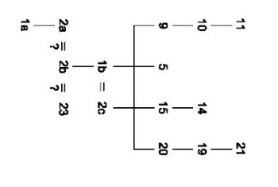 1a 2a 9 10 11
= ?
2b 1b 5
= ? =
23 2c 15 14
20 19 21